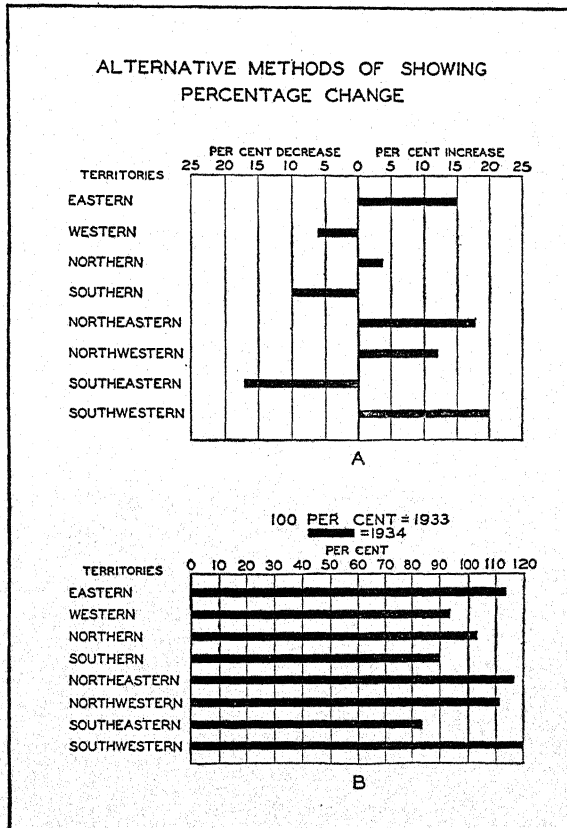 ALTERNATIVE METHODS OF SHOWING
PERCENTAGE CHANGE
PER CENT DECREASE PER CENT INCREASE
25 20 15 10 5 0 5 10 15 20 25
TERRITORIES
EASTERN
WESTERN
NORTHERN
SOUTHERN
NORTHEASTERN
NORTHWESTERN
SOUTHEASTERN
SOUTHWESTERN
A
100 PER CENT = 1933
=1934
PER CENT
0 10 20 30 40 50 60 70 80 90 100 110 120
TERRITORIES
EASTERN
WESTERN
NORTHERN
SOUTHERN
NORTHEASTERN
NORTHWESTERN
SOUTHEASTERN
SOUTHWESTERN
B